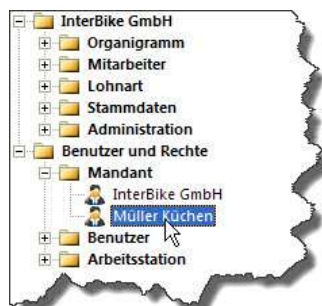 InterBike GmbH
Organigramm
Mitarbeiter
Lohnart
Stammdaten
Administration
Benutzer und Rechte
Mandant
InterBike GmbH
Müller Küchen
Benutzer
Arbeitsstation